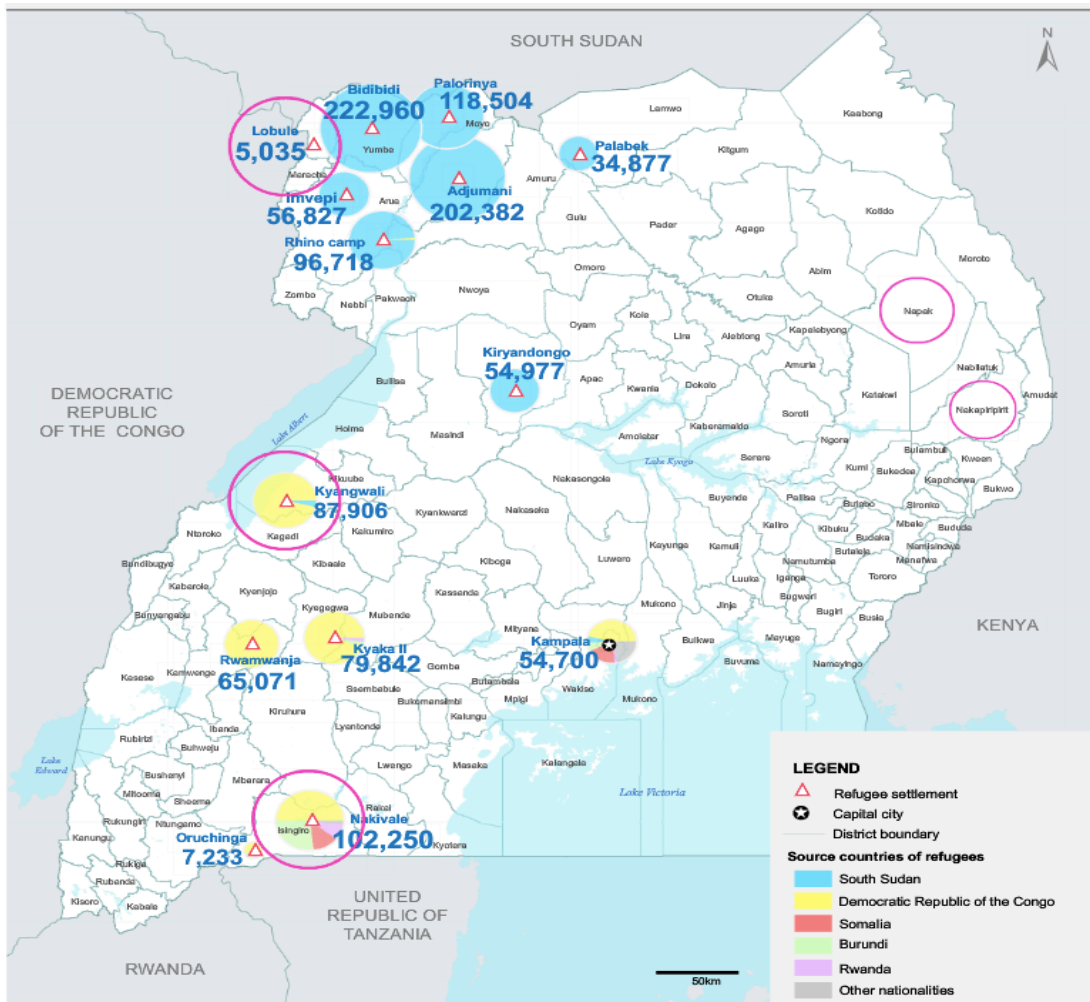 SOUTH SUDAN
N
Bidibidi
222,960
Palorinya
118,504
Moyo
Lamwo
Kaabong
Lobule
5,035
Yumbe
Palabek
34,877
Kitgum
Maracha
Imvepi
56,827
Arua
Adjumani
202,382
Amuru
Gulu
Pader
Agago
Kotido
Rhino camp
96,718
Moroto
Abim
Omoro
Zombo
Nebbi
Pakwach
Nwoya
Otuke
Napak
Oyam
Kole
Lira
Alebtong
Kapelebyong
Kiryandongo
54,977
Nabilatuk
Amuria
DEMOCRATIC
REPUBLIC
OF THE CONGO
Buliisa
Apac
Kwania
Dokolo
Katakwi
Amudat
Nakapiripirit
Lake Albert
Hoima
Masindi
Amolatar
Kaberamaido
Soroti
Ngora
Serere
Lake Kyoga
Bulambuli
Kween
Kumi
Bukedea
Kapchorwa
Bukwo
Kikuube
Kyangwali
87,906
Nakasongola
Buyende
Pallisa
Butebo
Sironko
Kagadi
Kakumiro
Kyankwanzi
Nakaseke
Kaliro
Kibuku
Mbale
Bududa
Budaka
Namisindwa
Ntoroko
Kayunga
Kamuli
Butaleja
Manafwa
Bundibugyo
Kibaale
Kiboga
Luwero
Namutumba
Tororo
Kabarole
Kyenjojo
Kassanda
Luuka
Iganga
Bugweri
Bunyangabu
Kyegegwa
Mubende
Mukono
Jinja
Bugiri
Busia
Mityana
Kampala
54,700
Buikwe
Mayuge
KENYA
Rwamwanja
65,071
Kyaka II
79,842
Gomba
Buvuma
Namayingo
Kasese
Kamwenge
Butambala
Wakiso
Ssembabule
Bukomansimbi
Mpigi
Mukono
Kiruhura
Kalungu
Rubirizi
Ibanda
Lyantonde
Buhweju
Lake
Edward
Bushenyi
Mbarara
Lwengo
Masaka
Kalangala
Mitooma
Sheema
Lake Victoria
Rukungiri
Ntungamo
Rakai
Isingiro
Nakivale
102,250
Kanungu
Oruchinga
7,233
Kyotera
Rukiga
Rubanda
Kisoro
Kabale
UNITED
REPUBLIC OF
TANZANIA
RWANDA
50km
LEGEND
Refugee settlement
Capital city
District boundary
Source countries of refugees
South Sudan
Democratic Republic of the Congo
Somalia
Burundi
Rwanda
Other nationalities